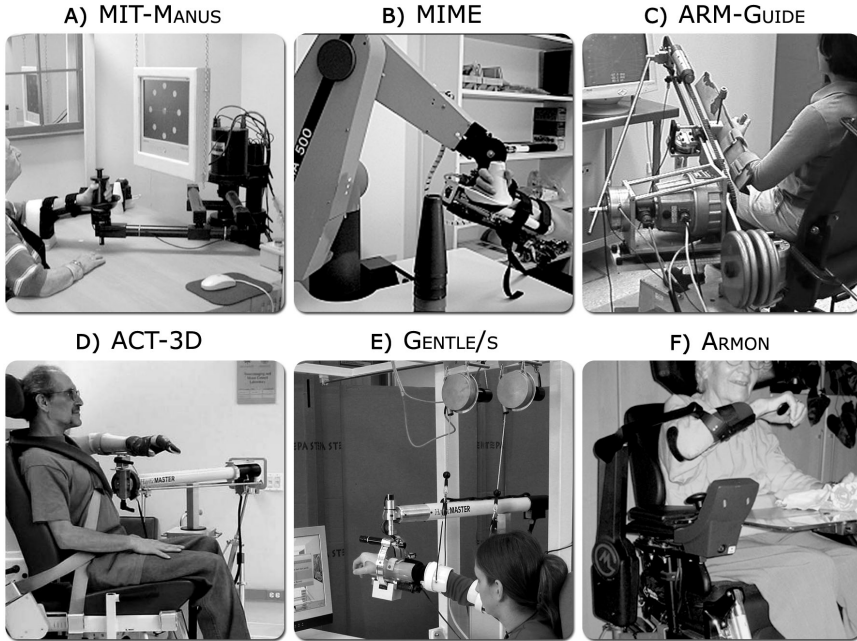 A) MIT-MANUS
B) MIME
C) ARM-GUIDE
A 500
D) ACT-3D
E) GENTLE/S
F) ARMON
MASTER
MASTER